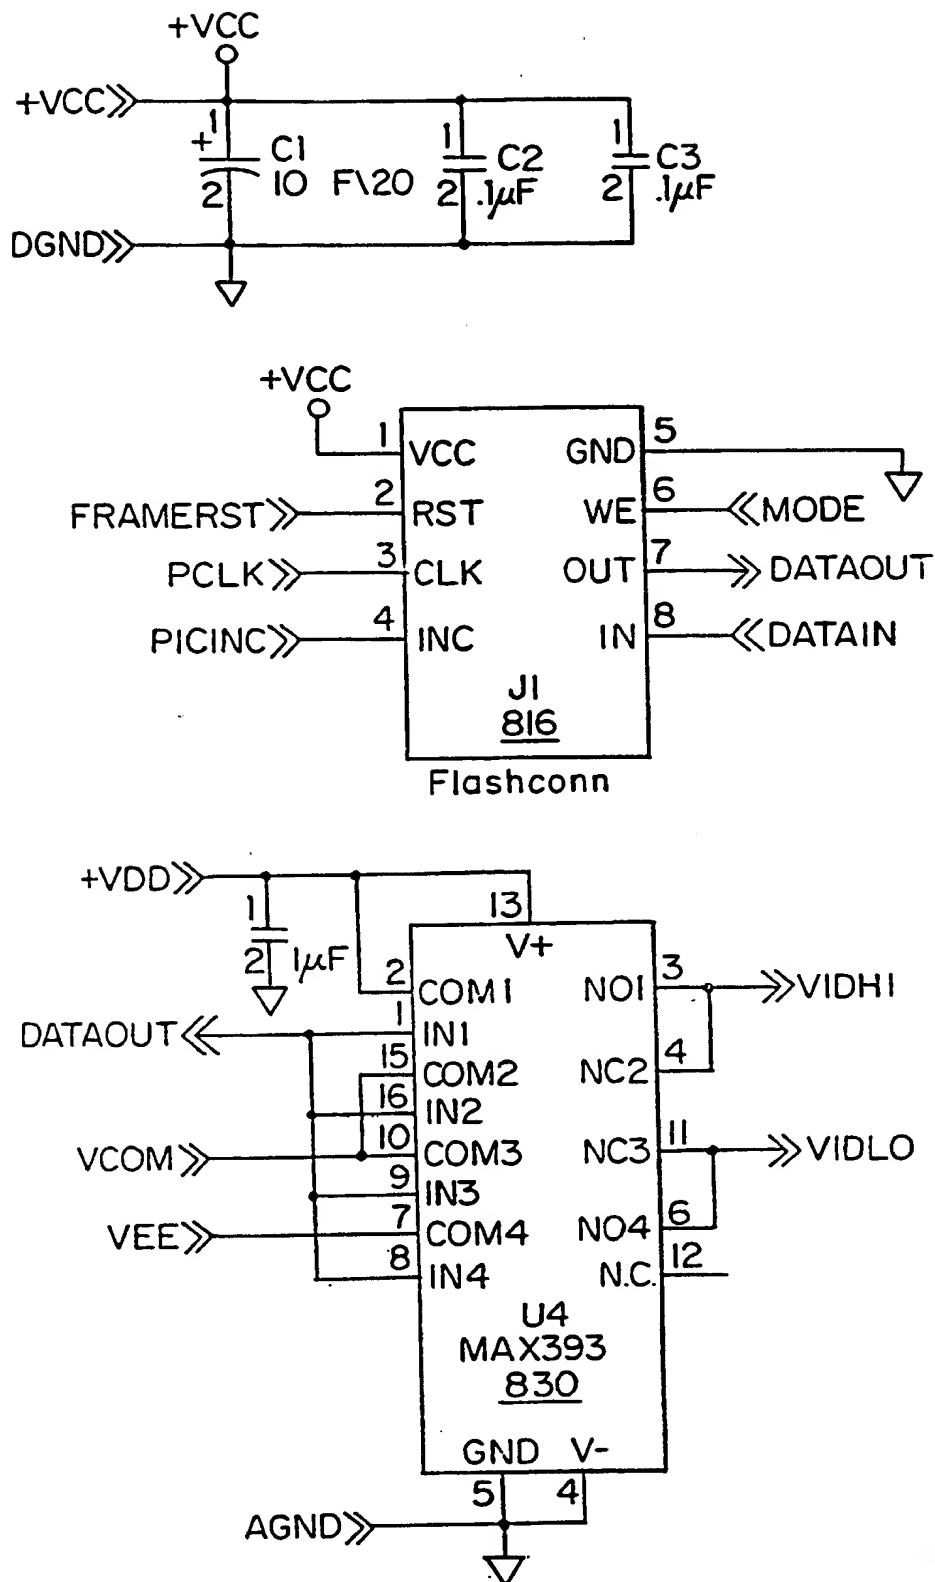 +VCC
+VCC
1
+
C1
10 F\20
2
1
C2
2
.1μF
1
C3
2
.1μF
DGND
+VCC
1
VCC
GND
5
FRAMERST
2
RST
WE
6
MODE
PCLK
3
CLK
OUT
7
DATAOUT
PICINC
4
INC
IN
8
DATAIN
J1
816
Flashconn
+VDD
1
2
1μF
13
V+
2
COM1
NO1
3
VIDHI
DATAOUT
1
IN1
15
COM2
NC2
4
16
IN2
VCOM
10
COM3
NC3
11
VIDLO
9
IN3
VEE
7
COM4
NO4
6
8
IN4
N.C.
12
U4
MAX393
830
GND
V-
5
4
AGND